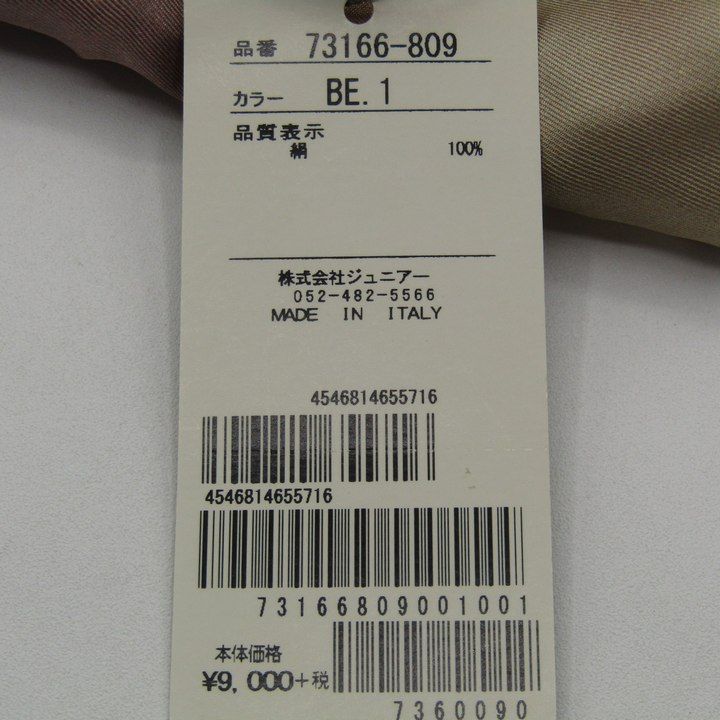 品番 73166-809
カラー BE.1
品質表示
絹 100%
株式会社ジュニアー
052-482-5566
MADE IN ITALY
4546814655716
4546814655716
73166809001001
本体価格
¥9,000+税
7360090